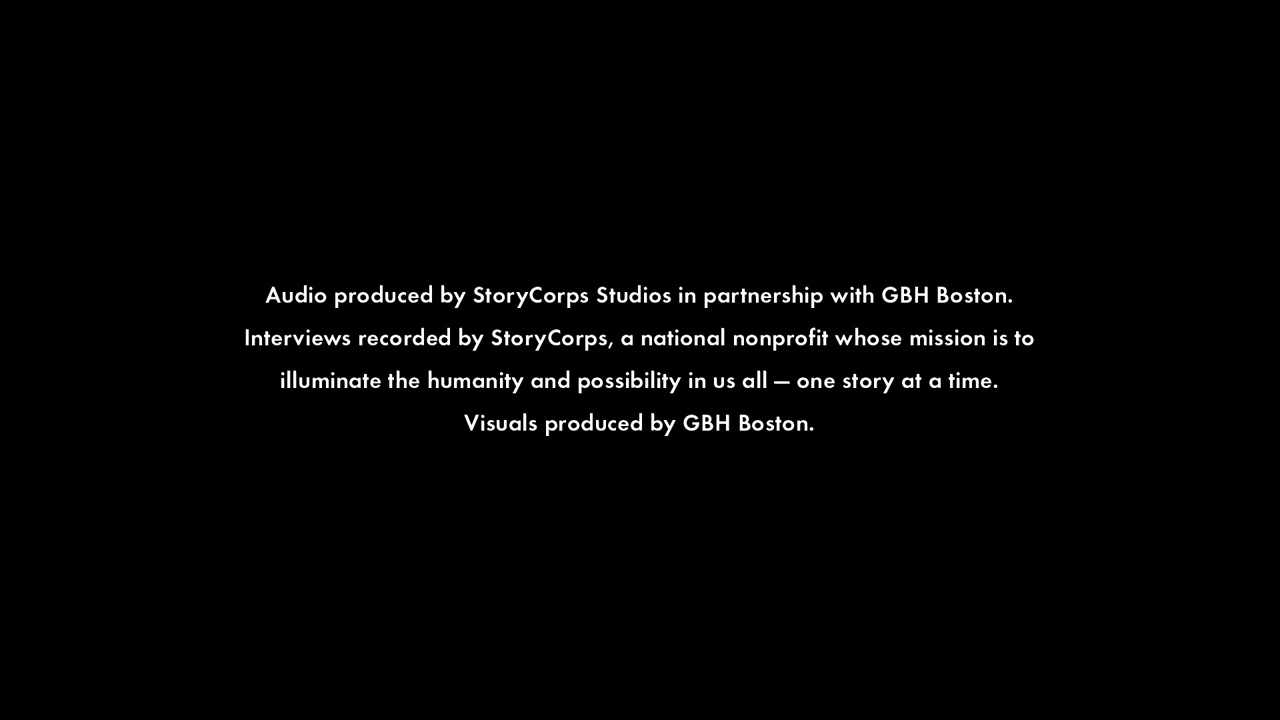 Audio produced by StoryCorps Studios in partnership with GBH Boston.
Interviews recorded by StoryCorps, a national nonprofit whose mission is to
illuminate the humanity and possibility in us all — one story at a time.
Visuals produced by GBH Boston.